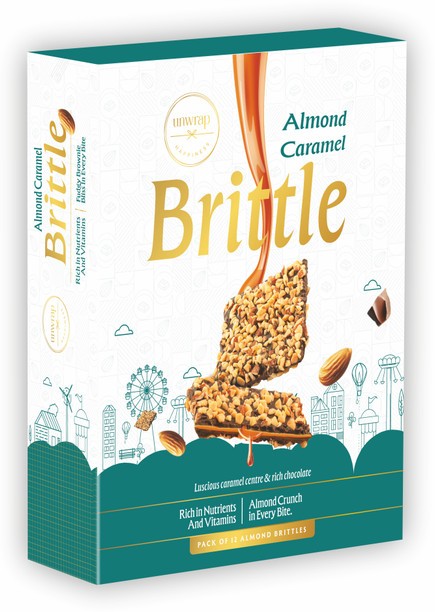 unwrap
HAPPINESS
Almond
Caramel
Brittle
Luscious caramel centre & rich chocolate
Rich in Nutrients
And Vitamins
Almond Crunch
in Every Bite.
PACK OF 12 ALMOND BRITTLES
Almond Caramel
Brittle
Rich in Nutrients
And Vitamins
Fudgy Brownie
Bits in Every Bite
unwrap